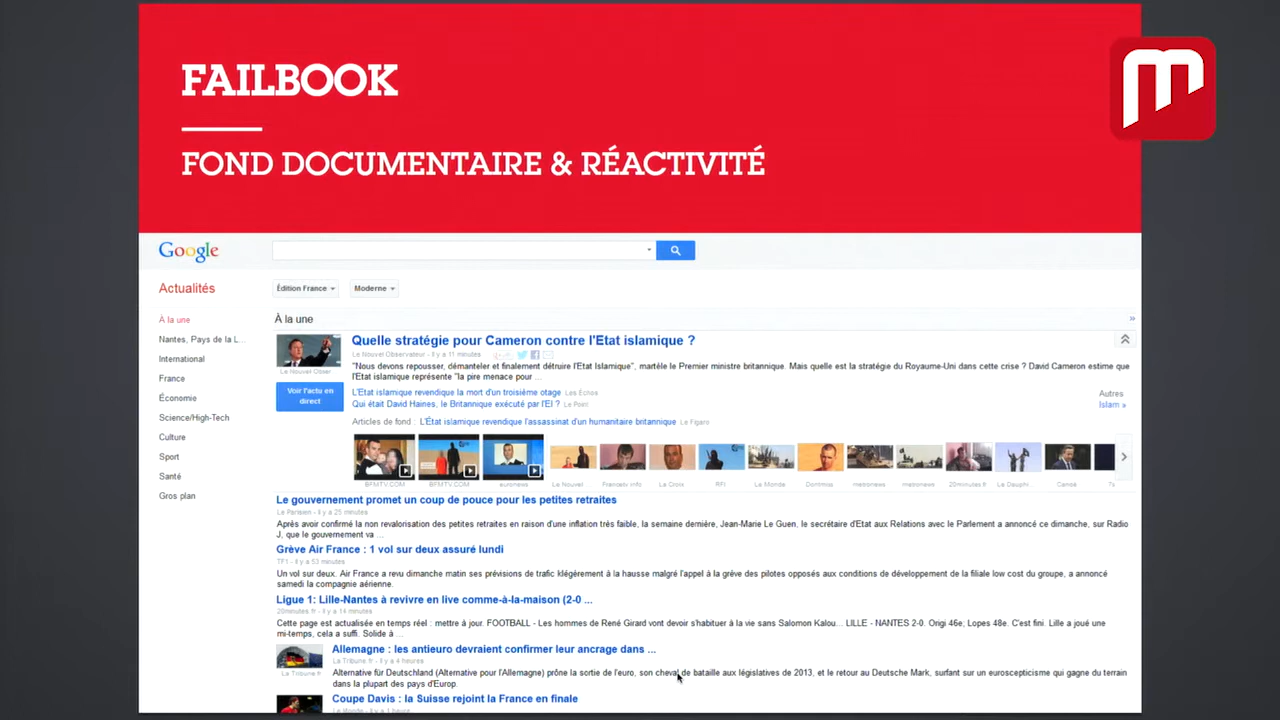 FAILBOOK
FOND DOCUMENTAIRE & RÉACTIVITÉ
m
Google
Actualités
Édition France
Moderne
À la une
À la une
»
Nantes, Pays de la L...
International
France
Économie
Science/High-Tech
Culture
Sport
Santé
Gros plan
Quelle stratégie pour Cameron contre l'Etat islamique ?
Le Nouvel Observateur - Il y a 11 minutes
Le Nouvel Obser
"Nous devons repousser, démanteler et finalement détruire l'Etat Islamique", martèle le Premier ministre britannique. Mais quelle est la stratégie du Royaume-Uni dans cette crise ? David Cameron estime que
l'Etat islamique représente "la pire menace pour ...
Voir l'actu en
direct
L'Etat islamique revendique la mort d'un troisième otage Les Échos
Qui était David Haines, le Britannique exécuté par l'EI ? Le Point
Autres
Islam »
Articles de fond : L'État islamique revendique l'assassinat d'un humanitaire britannique Le Figaro
BFMTV.COM BFMTV.COM euronews Le Nouvel Francetv info La Croix RFI Le Monde metronews metronews 20minutes.fr Le Dauphi
Le gouvernement promet un coup de pouce pour les petites retraites
Le Parisien - Il y a 25 minutes
Après avoir confirmé la non revalorisation des petites retraites en raison d'une inflation très faible, la semaine dernière, Jean-Marie Le Guen, le secrétaire d'Etat aux Relations avec le Parlement a annoncé ce dimanche, sur Radio
J, que le gouvernement va ...
Grève Air France : 1 vol sur deux assuré lundi
TF1 - Il y a 53 minutes
Un vol sur deux. Air France a revu dimanche matin ses prévisions de trafic klégèrement à la hausse malgré l'appel à la grève des pilotes opposés aux conditions de développement de la filiale low cost du groupe, a annoncé
samedi la compagnie aérienne.
Ligue 1: Lille-Nantes à revivre en live comme-à-la-maison (2-0 ...
20minutes.fr - Il y a 14 minutes
Cette page est actualisée en temps réel : mettre à jour. FOOTBALL - Les hommes de René Girard vont devoir s'habituer à la vie sans Salomon Kalou... LILLE - NANTES 2-0. Origi 46e; Lopes 48e. C'est fini. Lille a joué une
mi-temps, cela a suffi. Solide à ...
Allemagne : les antieuro devraient confirmer leur ancrage dans ...
La Tribune.fr - Il y a 4 heures
La Tribune.fr
Alternative für Deutschland (Alternative pour l'Allemagne) prône la sortie de l'euro, son cheval de bataille aux législatives de 2013, et le retour au Deutsche Mark, surfant sur un euroscepticisme qui gagne du terrain
dans la plupart des pays d'Europ.
Coupe Davis : la Suisse rejoint la France en finale
Le Monde - Il y a 1 heure